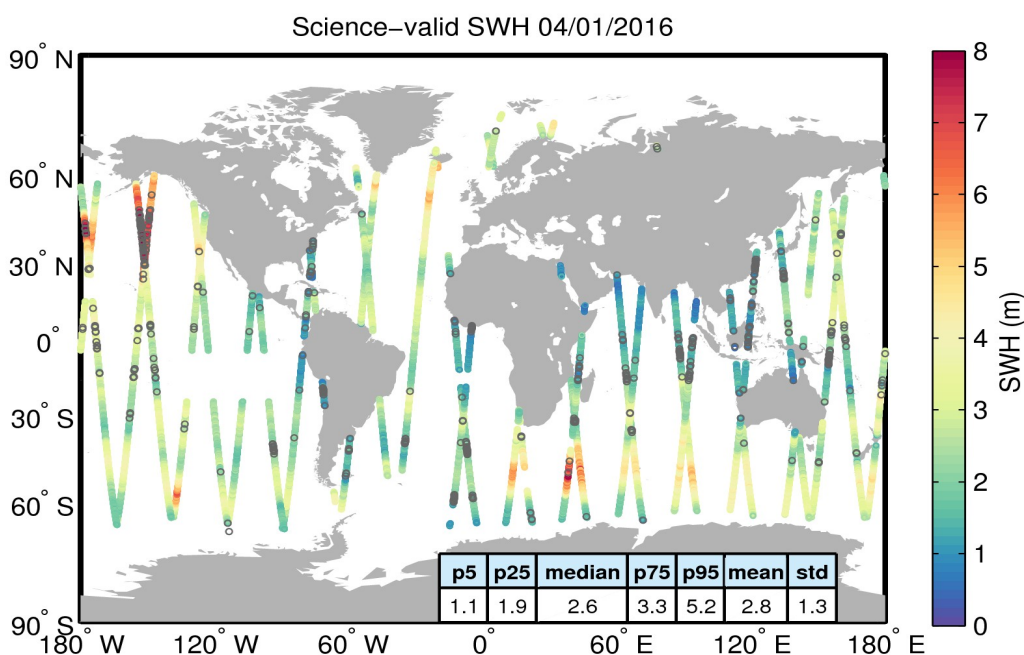 Science−valid SWH 04/01/2016
90° N
60° N
30° N
0°
30° S
60° S
90° S
180° W
120° W
60° W
0°
60° E
120° E
180° E
p5 p25 median p75 p95 mean std
1.1 1.9 2.6 3.3 5.2 2.8 1.3
8
7
6
5
4
3
2
1
0
SWH (m)